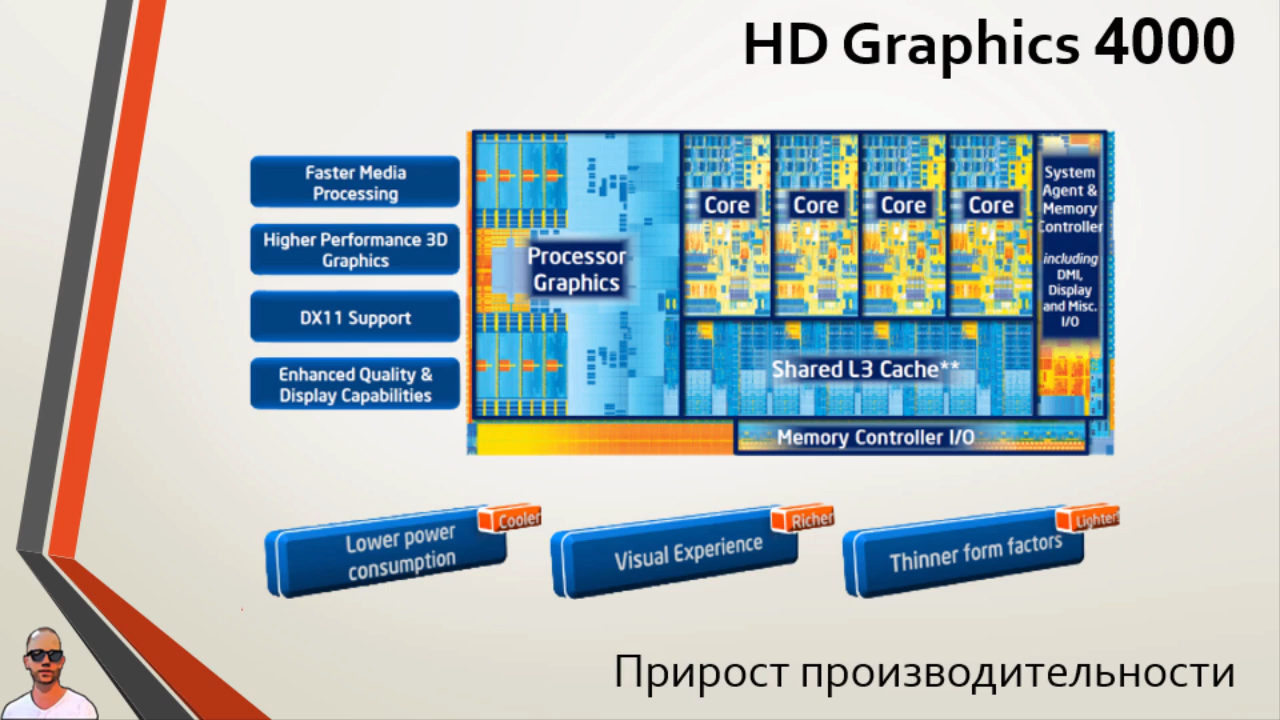 HD Graphics 4000
Faster Media
Processing
Higher Performance 3D
Graphics
DX11 Support
Enhanced Quality &
Display Capabilities
Processor
Graphics
Core
Core
Core
Core
System
Agent &
Memory
Controller
including
DMI,
Display
and Misc.
I/O
Shared L3 Cache**
Memory Controller I/O
Lower power
consumption
Cooler
Visual Experience
Richer
Thinner form factors
Lighter
Прирост производительности